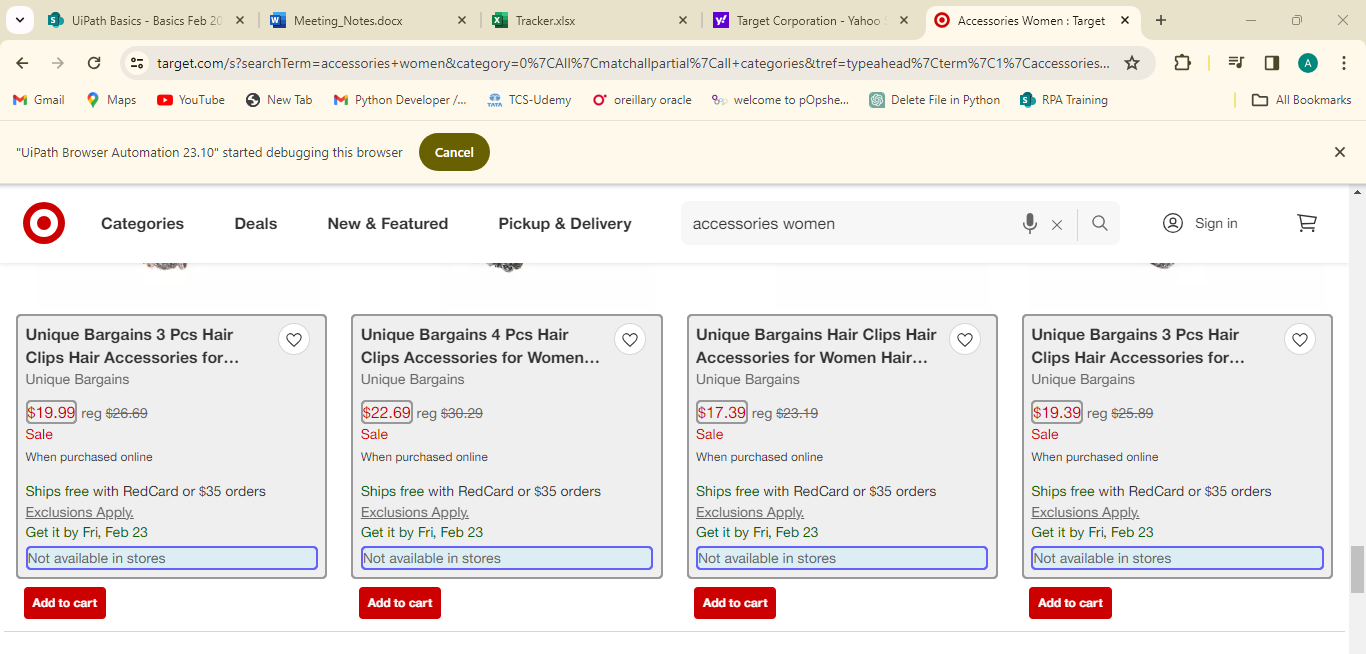 UiPath Basics - Basics Feb 20
Meeting_Notes.docx
Tracker.xlsx
Target Corporation - Yahoo
Accessories Women : Target
target.com/s?searchTerm=accessories+women&category=0%7CAll%7Cmatchallpartial%7Call+categories&tref=typeahead%7Cterm%7C1%7Caccessories...
A
Gmail
Maps
YouTube
New Tab
Python Developer /...
TATA
TCS-Udemy
oreillary oracle
welcome to pOpshe...
Delete File in Python
RPA Training
All Bookmarks
"UiPath Browser Automation 23.10" started debugging this browser
Cancel
Categories
Deals
New & Featured
Pickup & Delivery
accessories women
Sign in
Unique Bargains 3 Pcs Hair
Clips Hair Accessories for...
Unique Bargains
$19.99 reg $26.69
Sale
When purchased online
Ships free with RedCard or $35 orders
Exclusions Apply.
Get it by Fri, Feb 23
Not available in stores
Add to cart
Unique Bargains 4 Pcs Hair
Clips Accessories for Women...
Unique Bargains
$22.69 reg $30.29
Sale
When purchased online
Ships free with RedCard or $35 orders
Exclusions Apply.
Get it by Fri, Feb 23
Not available in stores
Add to cart
Unique Bargains Hair Clips Hair
Accessories for Women Hair...
Unique Bargains
$17.39 reg $23.19
Sale
When purchased online
Ships free with RedCard or $35 orders
Exclusions Apply.
Get it by Fri, Feb 23
Not available in stores
Add to cart
Unique Bargains 3 Pcs Hair
Clips Hair Accessories for...
Unique Bargains
$19.39 reg $25.89
Sale
When purchased online
Ships free with RedCard or $35 orders
Exclusions Apply.
Get it by Fri, Feb 23
Not available in stores
Add to cart